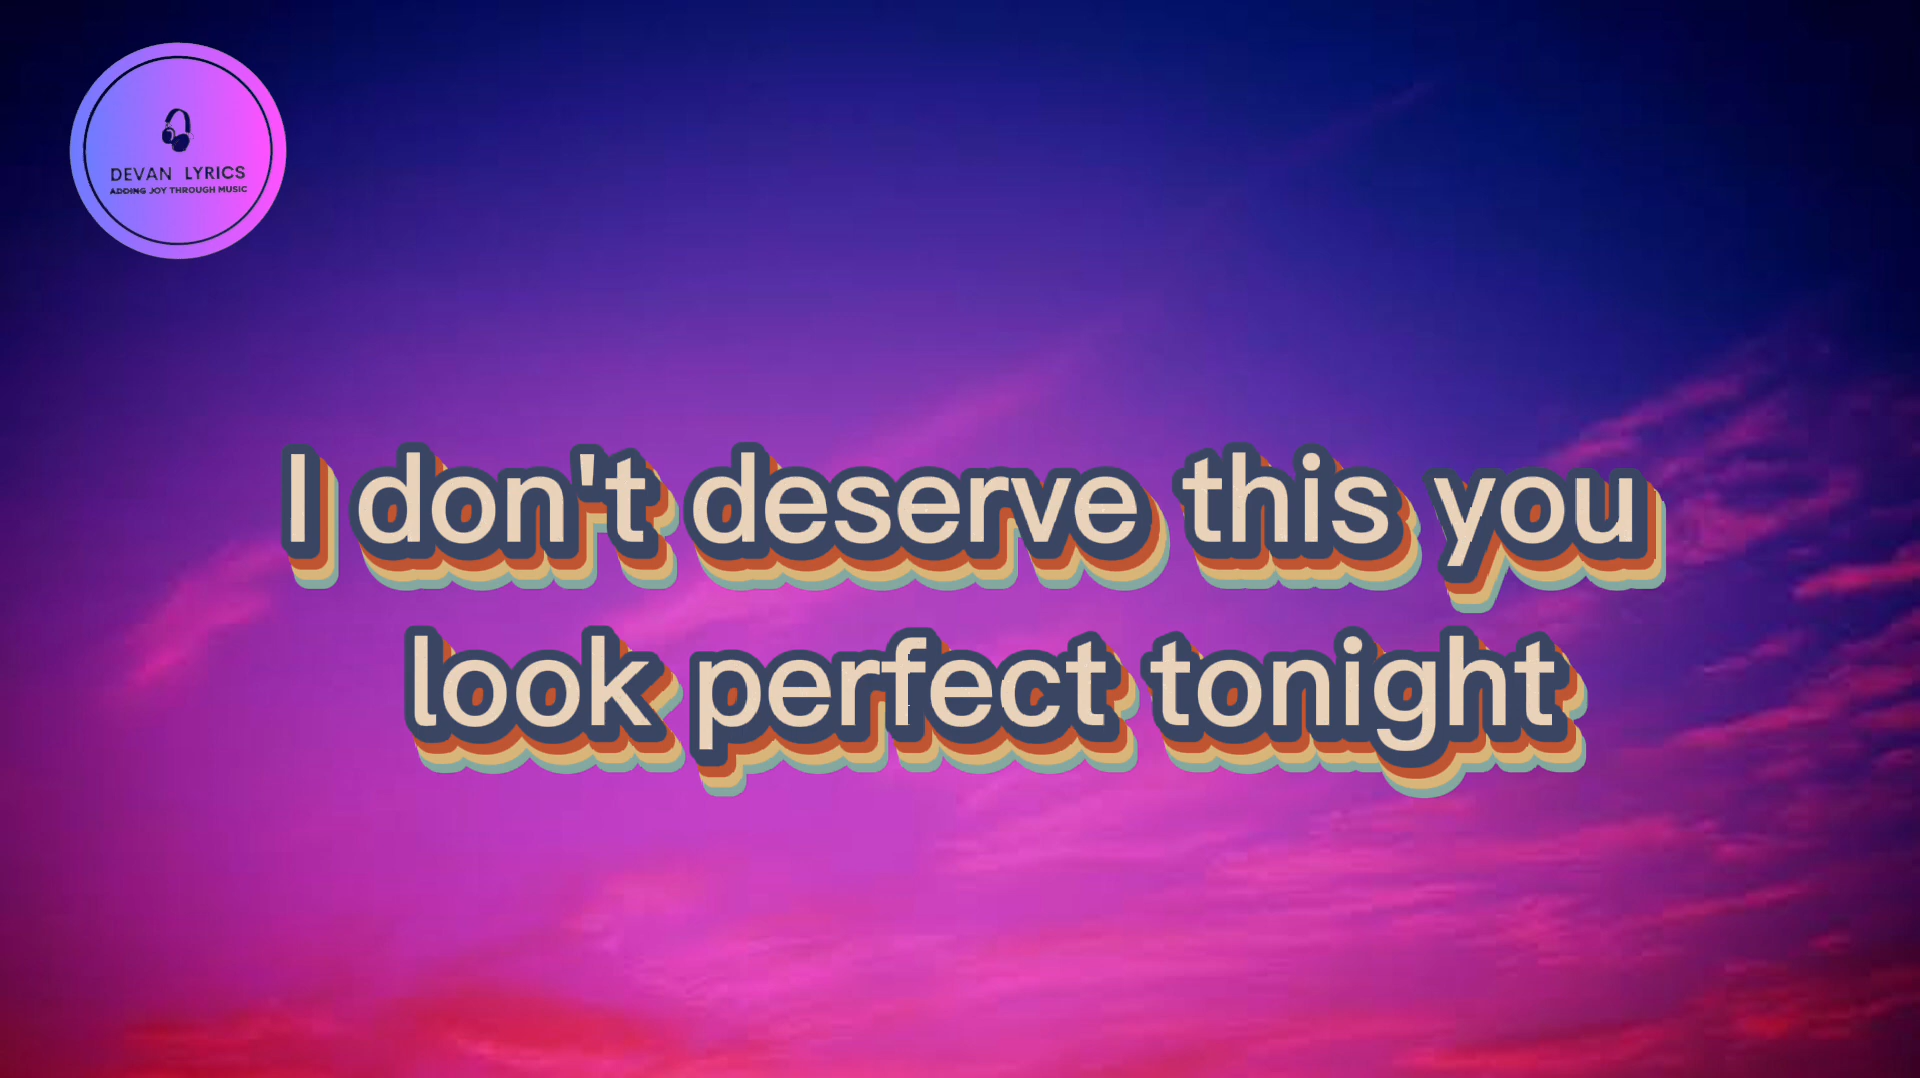 DEVAN LYRICS
ADDING JOY THROUGH MUSIC
I don't deserve this you
look perfect tonight